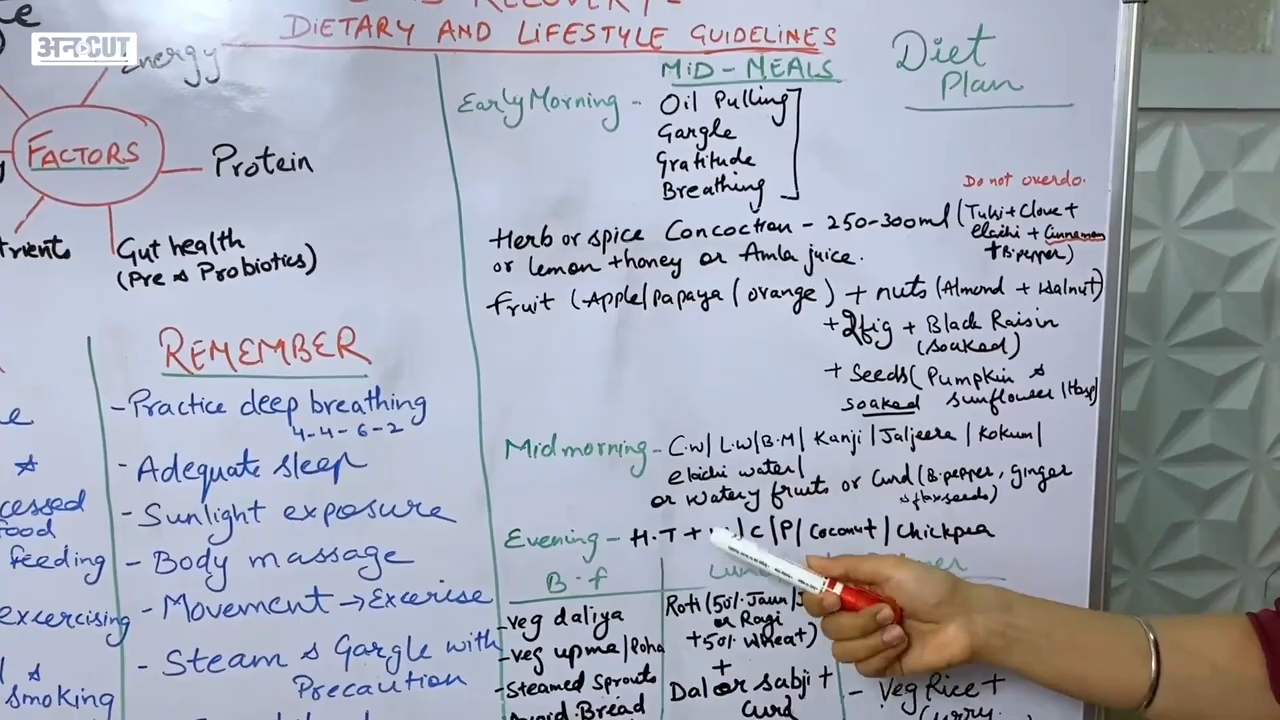 अनCUT
RECOVERY-
DIETARY AND LIFESTYLE GUIDELINES
Energy
FACTORS
Protein
Gut health
(Pre & Probiotics)
REMEMBER
-Practice deep breathing
4-4-6-2
-Adequate sleep
-Sunlight exposure
-Body massage
-Movement → Excerise
-Steam & Gargle with
Precaution
food
feeding
excercising
&
smoking
Diet
Plan
MID-MEALS
Early Morning - Oil Pulling
Gargle
Gratitude
Breathing
Do not overdo.
Herb or spice Concoction - 250-300ml (Tulsi + Clove +
elaichi + Cinnamon
+ B.pepper)
or lemon + honey or Amla juice.
fruit (Apple/papaya/orange) + nuts (Almond + Walnut)
+ 2 fig + Black Raisin
(soaked)
+ Seeds (Pumpkin &
soaked sunflower
Midmorning - C.W/ L.W/B.M/ Kanji/Jaljeera/Kokum/
elaichi water/
or watery fruits or Curd (B.pepper, ginger
& flaxseeds)
Evening - H.T + C/P/ Coconut/ Chickpea
B.f
-veg daliya
-veg upma/Poha
-Steamed Sprouts
Avoid Bread
Roti (50%
or Ragi
+50% wheat)
+
Dal or sabji +
curd
- Veg Rice +
Curry